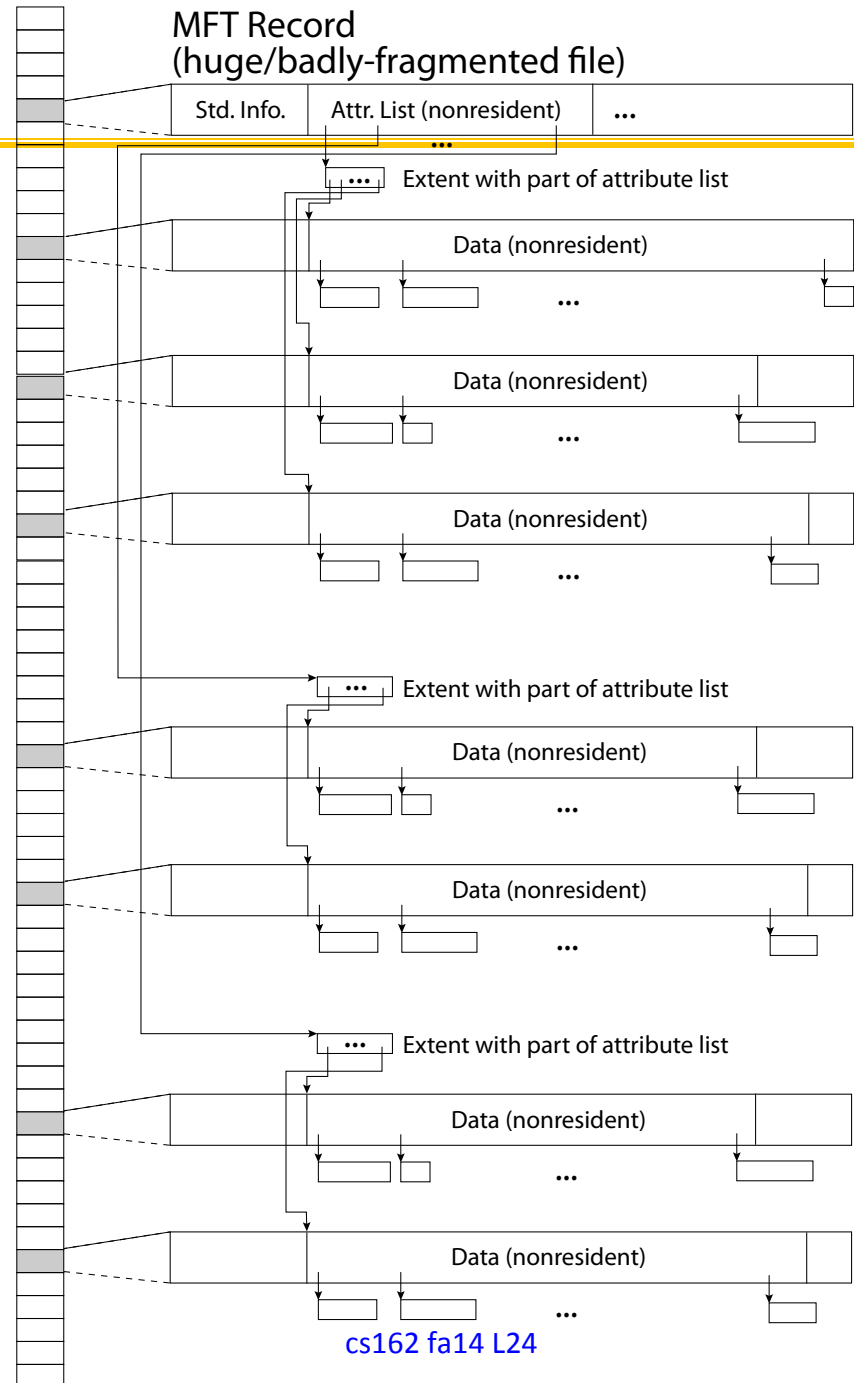 MFT Record
(huge/badly-fragmented file)
Std. Info.
Attr. List (nonresident)
...
...
... Extent with part of attribute list
Data (nonresident)
...
Data (nonresident)
...
Data (nonresident)
...
... Extent with part of attribute list
Data (nonresident)
...
Data (nonresident)
...
... Extent with part of attribute list
Data (nonresident)
...
Data (nonresident)
...
cs162 fa14 L24